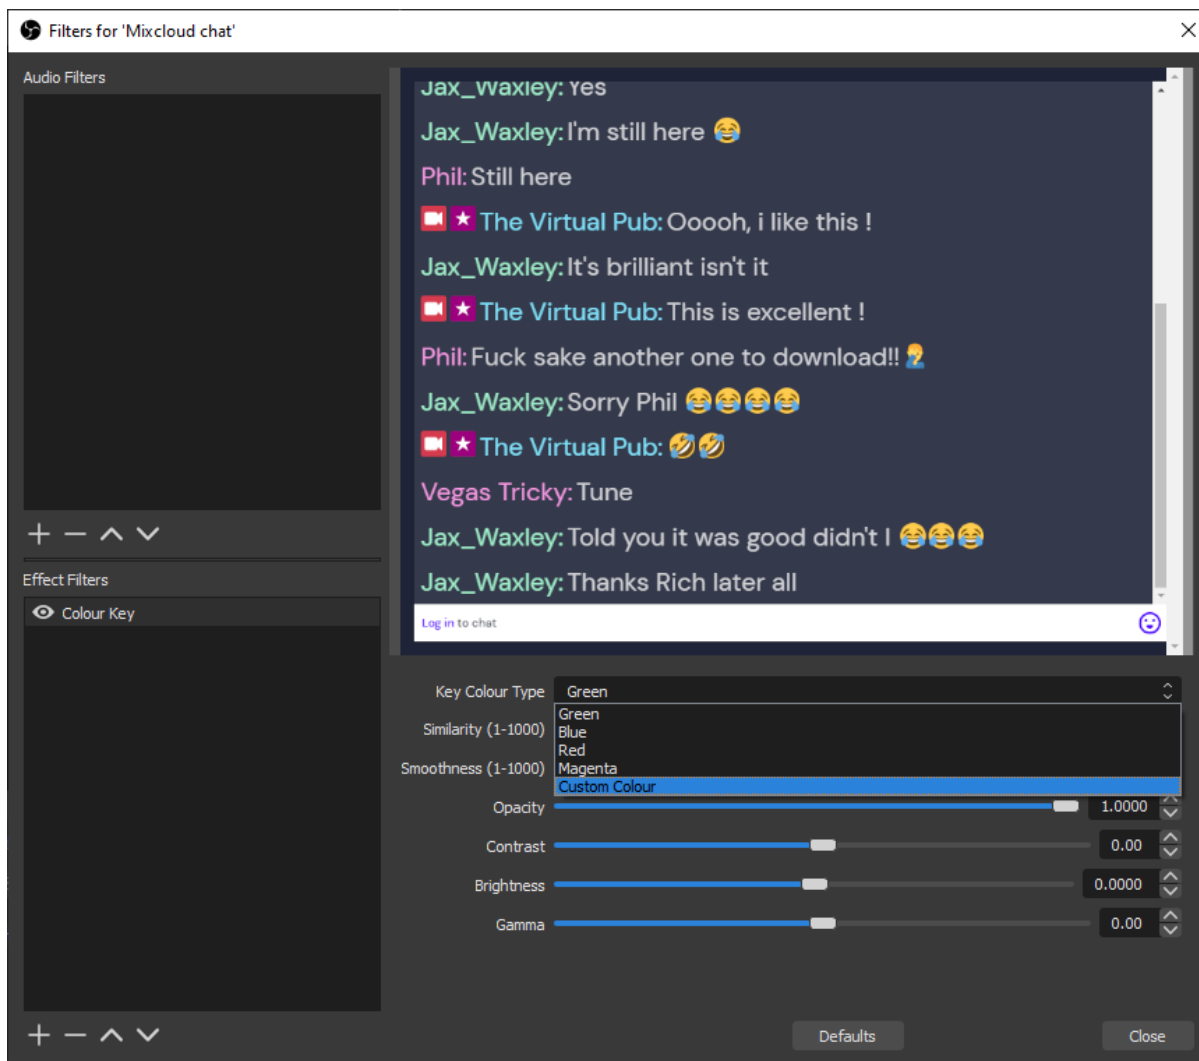 Filters for 'Mixcloud chat'
Audio Filters
Jax_Waxley: Yes
Jax_Waxley: I'm still here 😂
Phil: Still here
The Virtual Pub: Ooooh, i like this !
Jax_Waxley: It's brilliant isn't it
The Virtual Pub: This is excellent !
Phil: Fuck sake another one to download!! 🤦‍♂️
Jax_Waxley: Sorry Phil 😂😂😂😂
The Virtual Pub: 🤣🤣
Vegas Tricky: Tune
Jax_Waxley: Told you it was good didn't I 😂😂😂
Jax_Waxley: Thanks Rich later all
Log in to chat
Effect Filters
Colour Key
Key Colour Type Green
Green
Similarity (1-1000)
Blue
Red
Smoothness (1-1000)
Magenta
Custom Colour
Opacity 1.0000
Contrast 0.00
Brightness 0.0000
Gamma 0.00
Defaults
Close